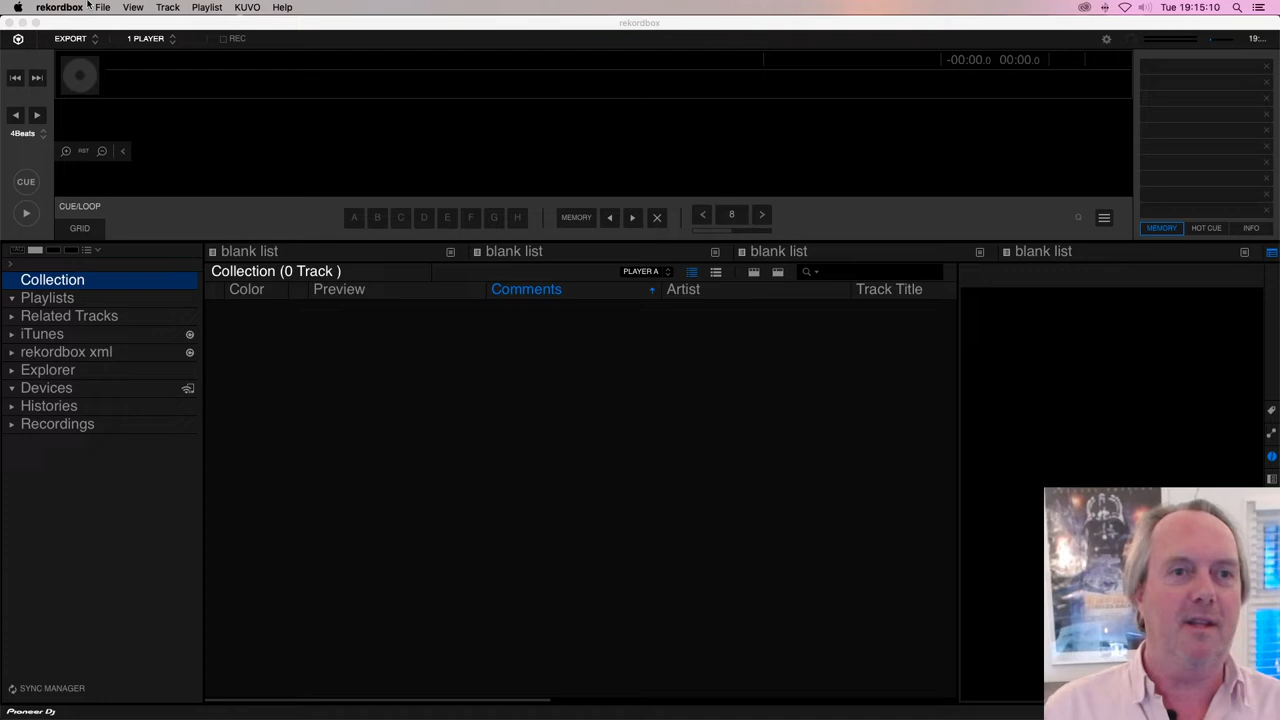 rekordbox File View Track Playlist KUVO Help Tue 19:15:10
rekordbox
EXPORT 1 PLAYER REC 19:...
-00:00.0 00:00.0
4Beats
RST
CUE
CUE/LOOP
GRID
A B C D E F G H MEMORY 8
MEMORY HOT CUE INFO
blank list blank list blank list blank list
Collection (0 Track ) PLAYER A
Color Preview Comments Artist Track Title
Collection
Playlists
Related Tracks
iTunes
rekordbox xml
Explorer
Devices
Histories
Recordings
SYNC MANAGER
Pioneer Dj